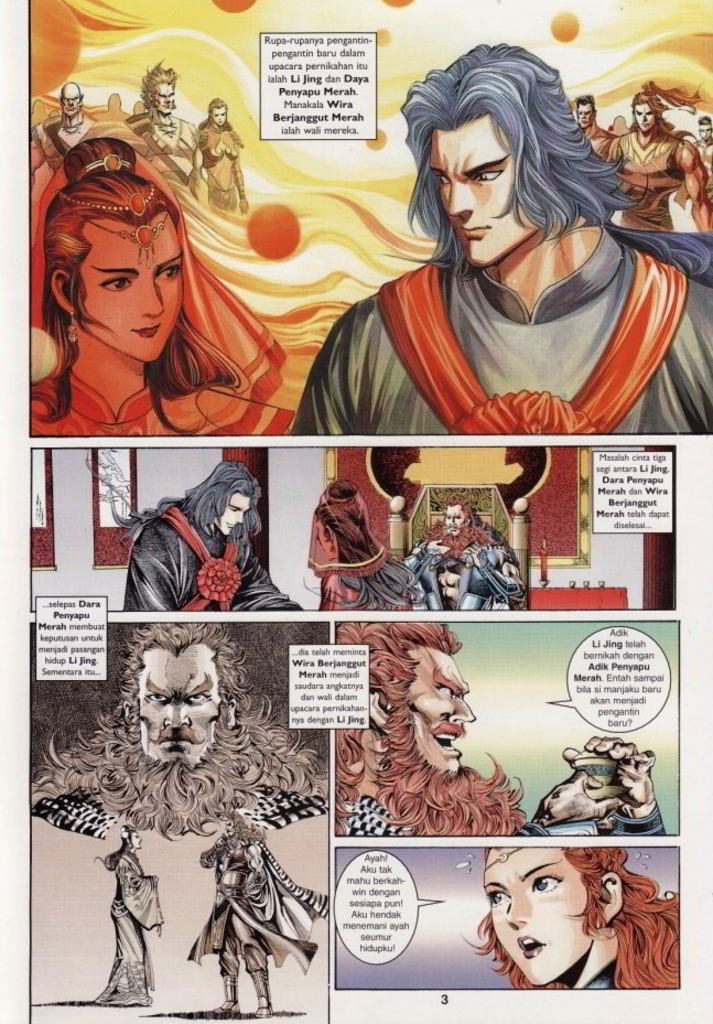 Rupa-rupanya pengantin-
pengantin baru dalam
upacara pernikahan itu
ialah Li Jing dan Daya
Penyapu Merah.
Manakala Wira
Berjanggut Merah
ialah wali mereka.
Masalah cinta tiga
segi antara Li Jing,
Dara Penyapu
Merah dan Wira
Berjanggut
Merah telah dapat
diselesai...
...selepas Dara
Penyapu
Merah membuat
keputusan untuk
menjadi pasangan
hidup Li Jing.
Sementara itu...
...dia telah meminta
Wira Berjanggut
Merah menjadi
saudara angkatnya
dan wali dalam
upacara pernikahan-
nya dengan Li Jing.
Adik
Li Jing telah
bernikah dengan
Adik Penyapu
Merah. Entah sampai
bila si manjaku baru
akan menjadi
pengantin
baru?
Ayah!
Aku tak
mahu berkah-
win dengan
sesiapa pun!
Aku hendak
menemani ayah
seumur
hidupku!
3